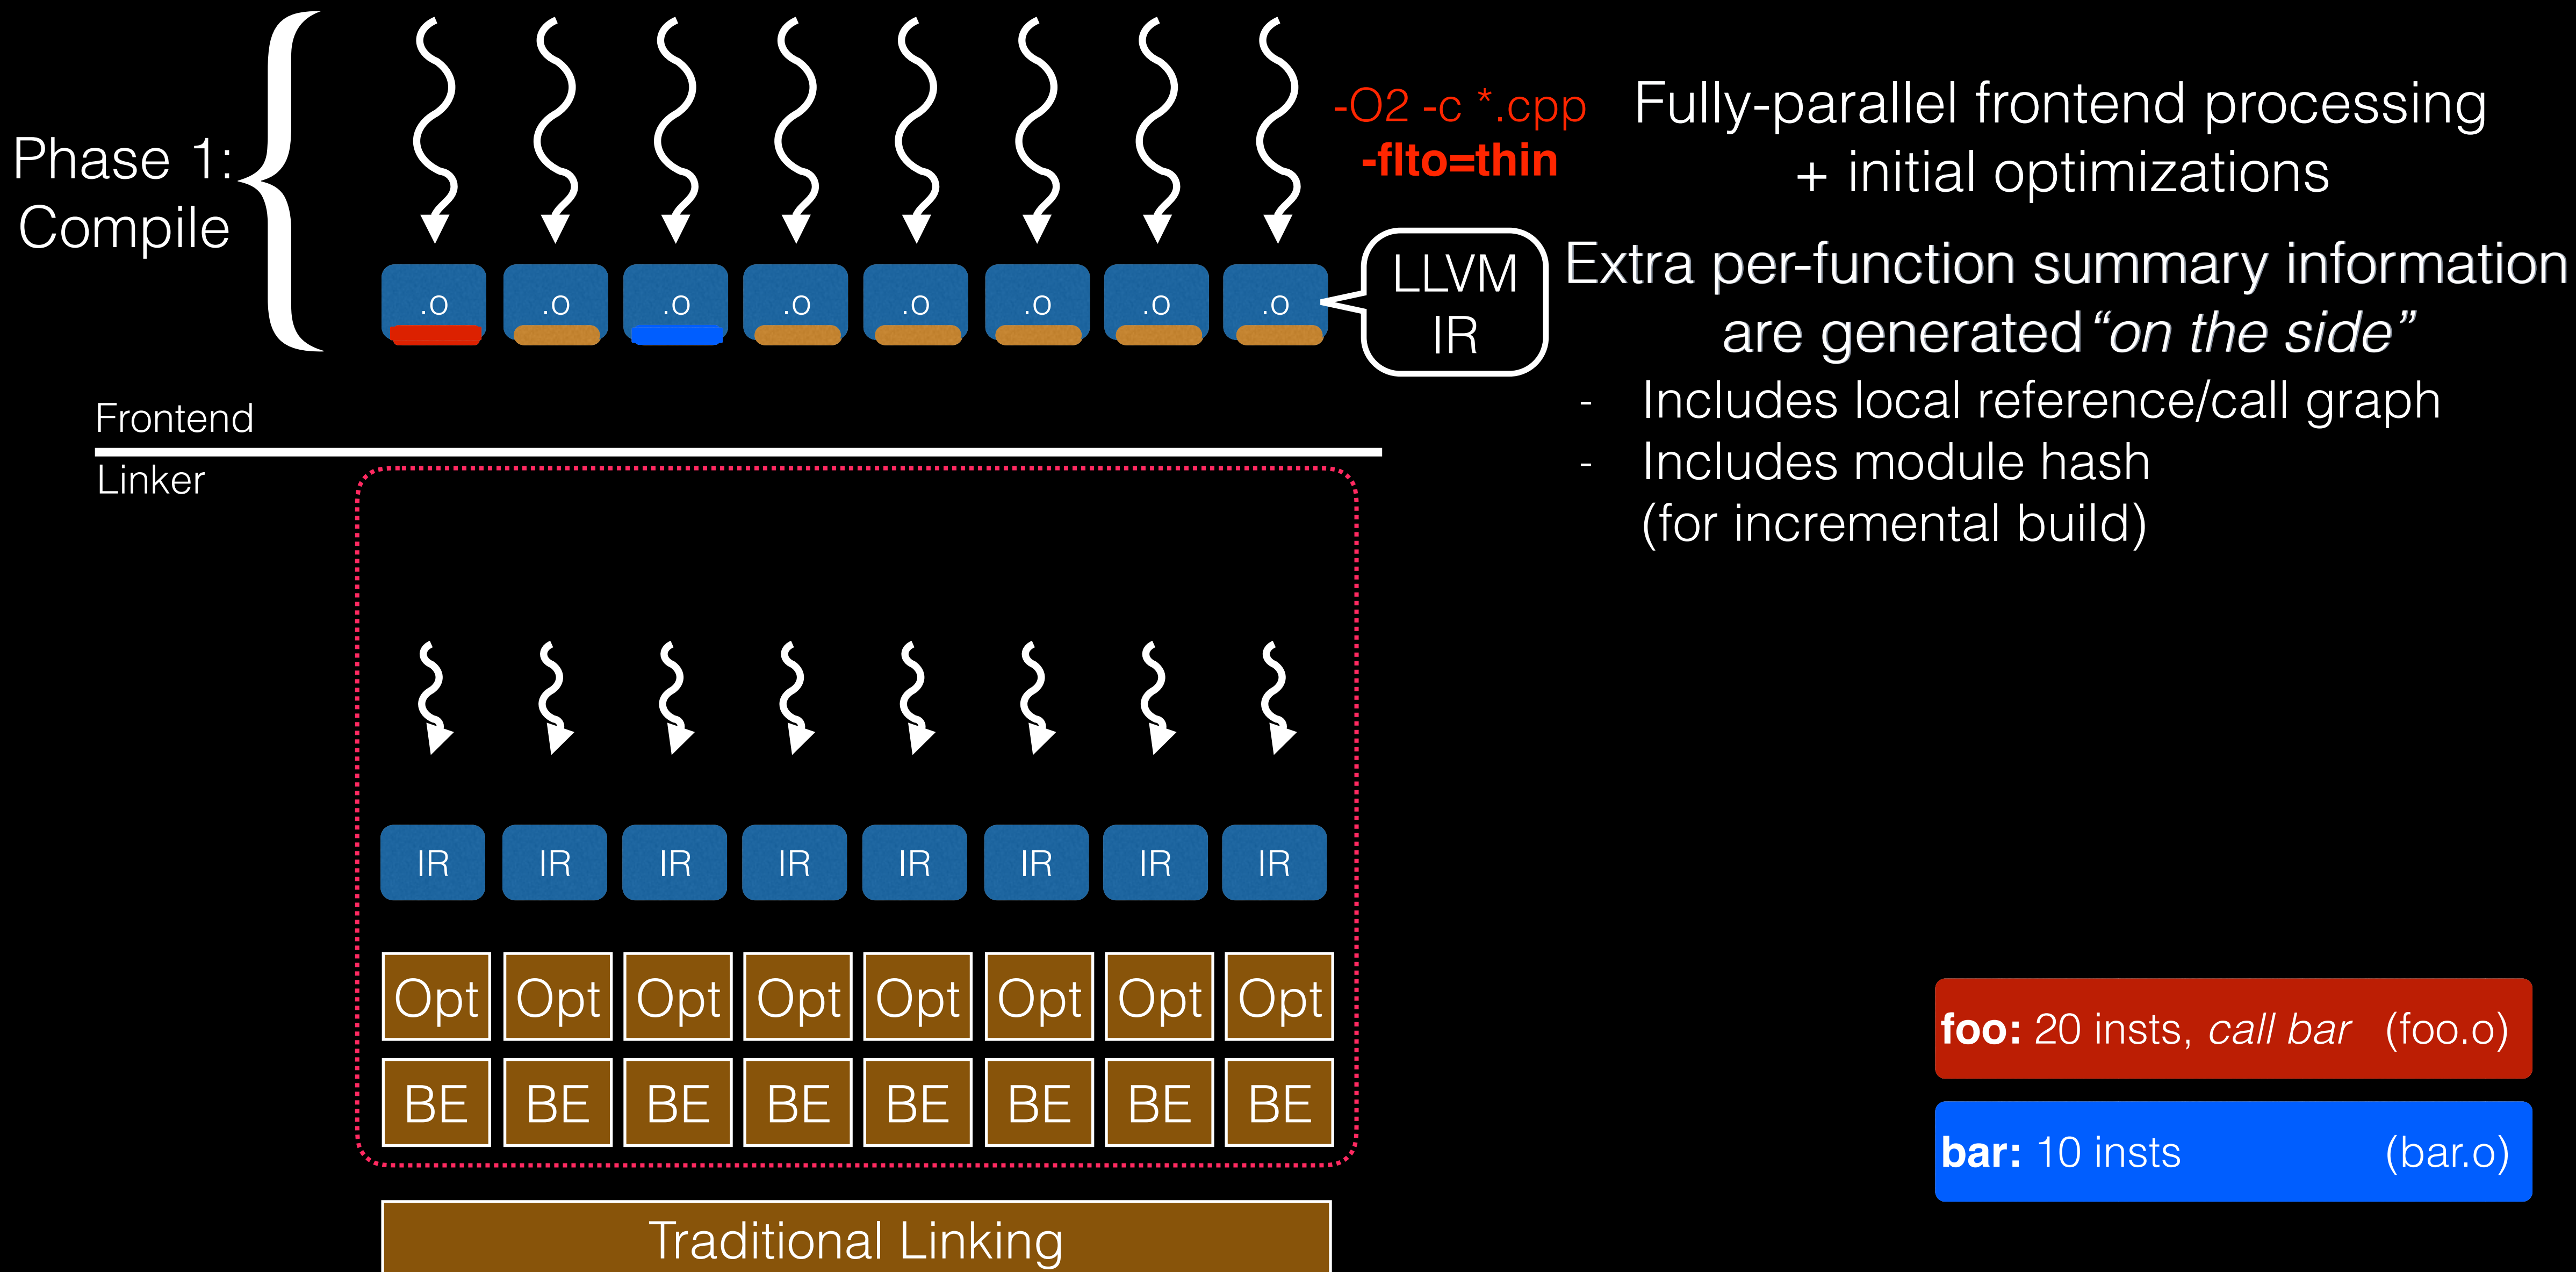 Phase 1:
Compile
-O2 -c *.cpp
-flto=thin
Fully-parallel frontend processing
+ initial optimizations
.o .o .o .o .o .o .o .o
LLVM
IR
Extra per-function summary information
are generated “on the side”
- Includes local reference/call graph
- Includes module hash
(for incremental build)
Frontend
Linker
IR IR IR IR IR IR IR IR
Opt Opt Opt Opt Opt Opt Opt Opt
BE BE BE BE BE BE BE BE
Traditional Linking
foo: 20 insts, call bar (foo.o)
bar: 10 insts (bar.o)